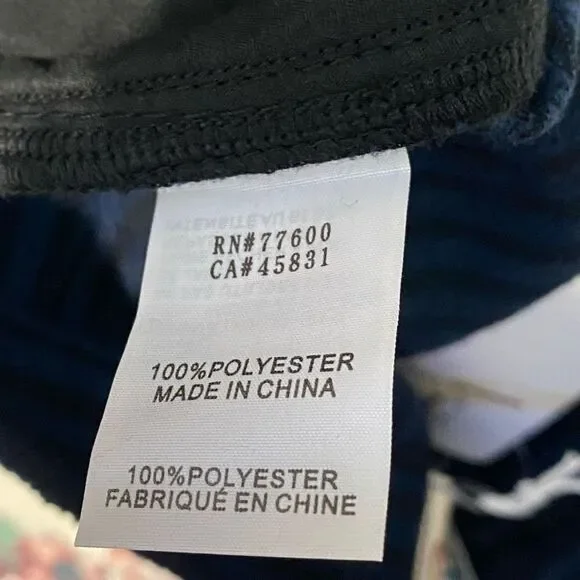 RN#77600
CA#45831
100%POLYESTER
MADE IN CHINA
100%POLYESTER
FABRIQUÉ EN CHINE